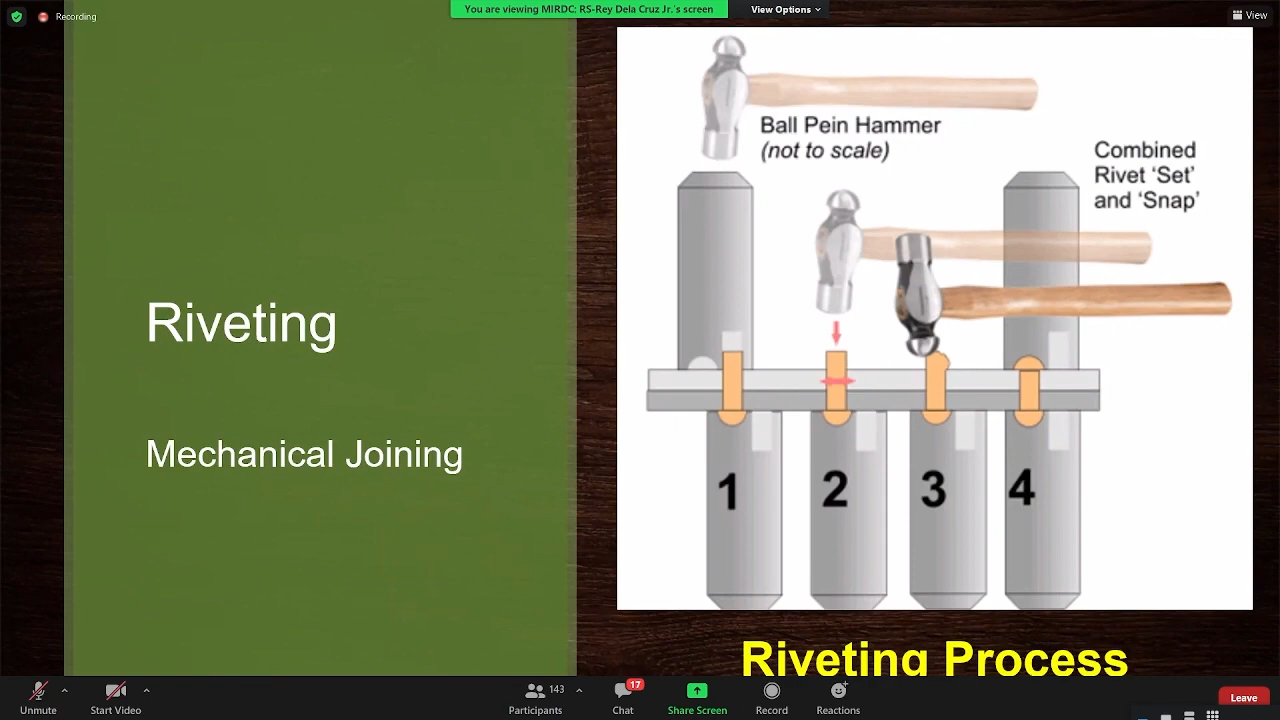 Recording
You are viewing MIRDC: RS-Rey Dela Cruz Jr.'s screen
View Options
View
Ball Pein Hammer
(not to scale)
Combined
Rivet ‘Set’
and ‘Snap’
Riveting
Mechanical Joining
1 2 3 4
Riveting Process
143
17
Unmute
Start Video
Participants
Chat
Share Screen
Record
Reactions
Leave